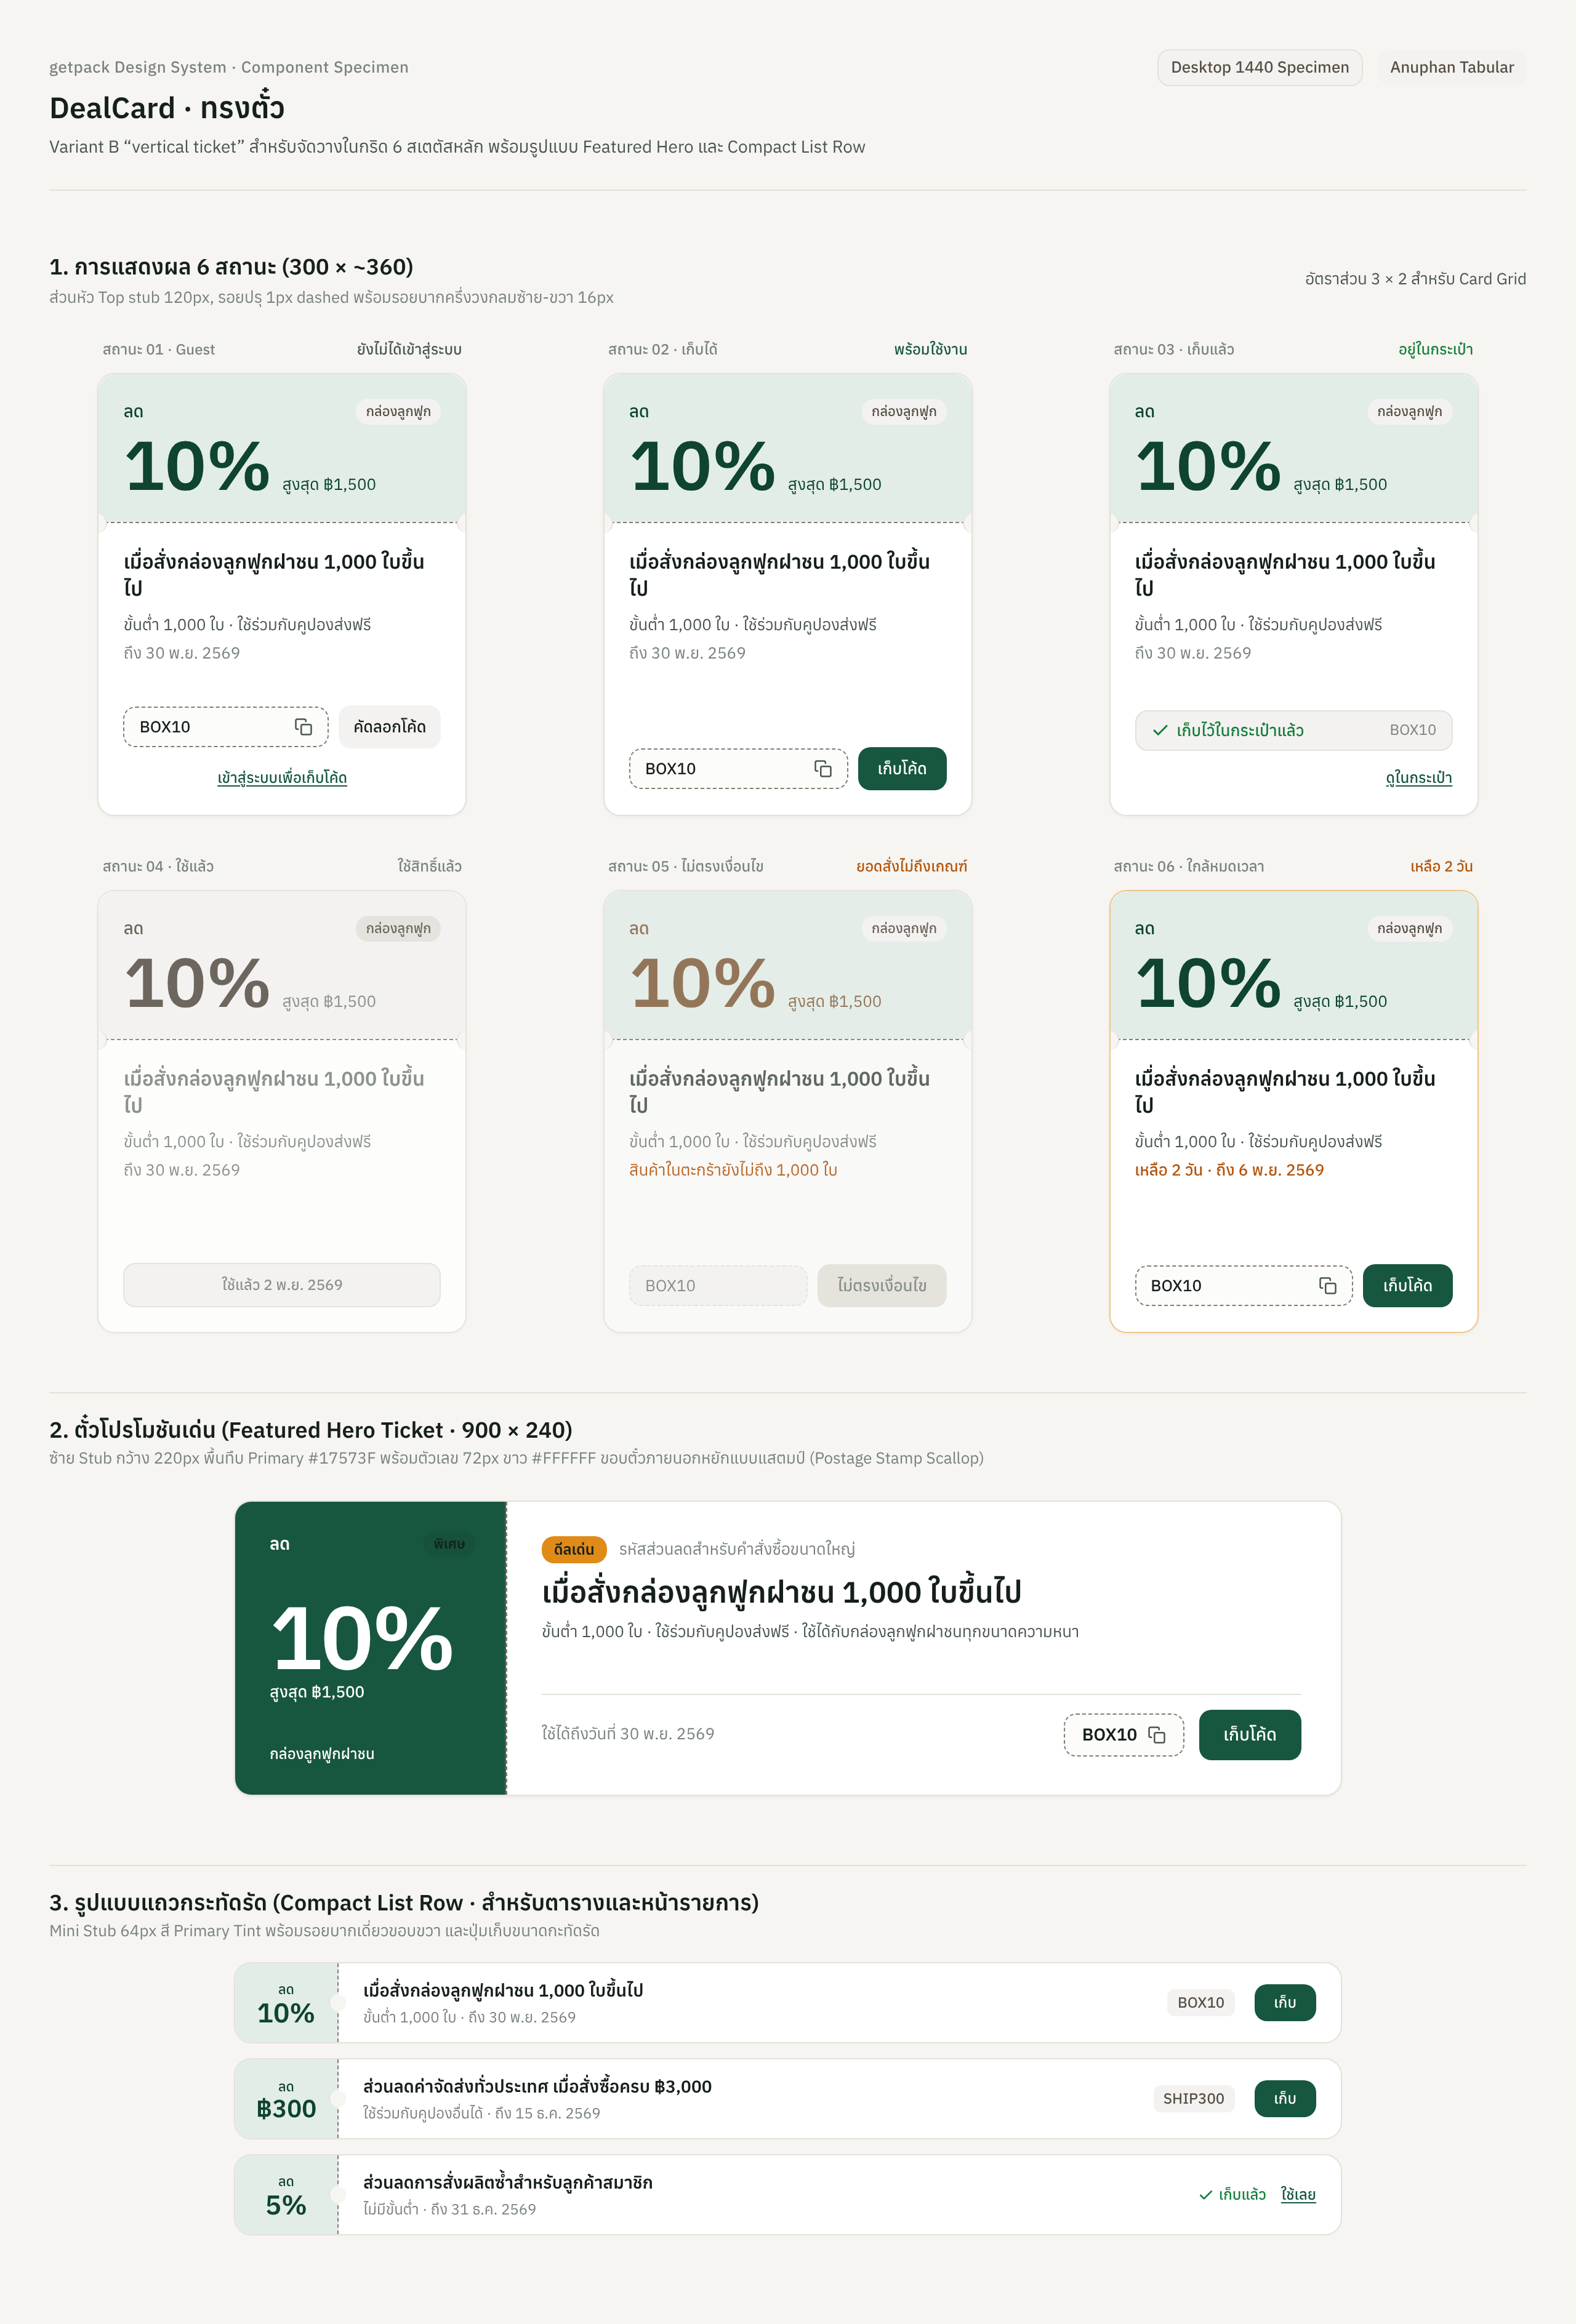 getpack Design System · Component Specimen
Desktop 1440 Specimen
Anuphan Tabular
DealCard · ทรงตั๋ว
Variant B “vertical ticket” สำหรับจัดวางในกริด 6 สเตตัสหลัก พร้อมรูปแบบ Featured Hero และ Compact List Row
1. การแสดงผล 6 สถานะ (300 × ~360)
ส่วนหัว Top stub 120px, รอยปรุ 1px dashed พร้อมรอยบากครึ่งวงกลมซ้าย-ขวา 16px
อัตราส่วน 3 × 2 สำหรับ Card Grid
สถานะ 01 · Guest
ยังไม่ได้เข้าสู่ระบบ
ลด
กล่องลูกฟูก
10% สูงสุด ฿1,500
เมื่อสั่งกล่องลูกฟูกฝาชน 1,000 ใบขึ้น
ไป
ขั้นต่ำ 1,000 ใบ · ใช้ร่วมกับคูปองส่งฟรี
ถึง 30 พ.ย. 2569
BOX10
คัดลอกโค้ด
เข้าสู่ระบบเพื่อเก็บโค้ด
สถานะ 02 · เก็บได้
พร้อมใช้งาน
ลด
กล่องลูกฟูก
10% สูงสุด ฿1,500
เมื่อสั่งกล่องลูกฟูกฝาชน 1,000 ใบขึ้น
ไป
ขั้นต่ำ 1,000 ใบ · ใช้ร่วมกับคูปองส่งฟรี
ถึง 30 พ.ย. 2569
BOX10
เก็บโค้ด
สถานะ 03 · เก็บแล้ว
อยู่ในกระเป๋า
ลด
กล่องลูกฟูก
10% สูงสุด ฿1,500
เมื่อสั่งกล่องลูกฟูกฝาชน 1,000 ใบขึ้น
ไป
ขั้นต่ำ 1,000 ใบ · ใช้ร่วมกับคูปองส่งฟรี
ถึง 30 พ.ย. 2569
เก็บไว้ในกระเป๋าแล้ว
BOX10
ดูในกระเป๋า
สถานะ 04 · ใช้แล้ว
ใช้สิทธิ์แล้ว
ลด
กล่องลูกฟูก
10% สูงสุด ฿1,500
เมื่อสั่งกล่องลูกฟูกฝาชน 1,000 ใบขึ้น
ไป
ขั้นต่ำ 1,000 ใบ · ใช้ร่วมกับคูปองส่งฟรี
ถึง 30 พ.ย. 2569
ใช้แล้ว 2 พ.ย. 2569
สถานะ 05 · ไม่ตรงเงื่อนไข
ยอดสั่งไม่ถึงเกณฑ์
ลด
กล่องลูกฟูก
10% สูงสุด ฿1,500
เมื่อสั่งกล่องลูกฟูกฝาชน 1,000 ใบขึ้น
ไป
ขั้นต่ำ 1,000 ใบ · ใช้ร่วมกับคูปองส่งฟรี
สินค้าในตะกร้ายังไม่ถึง 1,000 ใบ
BOX10
ไม่ตรงเงื่อนไข
สถานะ 06 · ใกล้หมดเวลา
เหลือ 2 วัน
ลด
กล่องลูกฟูก
10% สูงสุด ฿1,500
เมื่อสั่งกล่องลูกฟูกฝาชน 1,000 ใบขึ้น
ไป
ขั้นต่ำ 1,000 ใบ · ใช้ร่วมกับคูปองส่งฟรี
เหลือ 2 วัน · ถึง 6 พ.ย. 2569
BOX10
เก็บโค้ด
2. ตั๋วโปรโมชันเด่น (Featured Hero Ticket · 900 × 240)
ซ้าย Stub กว้าง 220px พื้นทึบ Primary #17573F พร้อมตัวเลข 72px ขาว #FFFFFF ขอบตั๋วภายนอกหยักแบบแสตมป์ (Postage Stamp Scallop)
ลด
พิเศษ
10%
สูงสุด ฿1,500
กล่องลูกฟูกฝาชน
ดีลเด่น
รหัสส่วนลดสำหรับคำสั่งซื้อขนาดใหญ่
เมื่อสั่งกล่องลูกฟูกฝาชน 1,000 ใบขึ้นไป
ขั้นต่ำ 1,000 ใบ · ใช้ร่วมกับคูปองส่งฟรี · ใช้ได้กับกล่องลูกฟูกฝาชนทุกขนาดความหนา
ใช้ได้ถึงวันที่ 30 พ.ย. 2569
BOX10
เก็บโค้ด
3. รูปแบบแถวกระทัดรัด (Compact List Row · สำหรับตารางและหน้ารายการ)
Mini Stub 64px สี Primary Tint พร้อมรอยบากเดี่ยวขอบขวา และปุ่มเก็บขนาดกะทัดรัด
ลด
10%
เมื่อสั่งกล่องลูกฟูกฝาชน 1,000 ใบขึ้นไป
ขั้นต่ำ 1,000 ใบ · ถึง 30 พ.ย. 2569
BOX10
เก็บ
ลด
฿300
ส่วนลดค่าจัดส่งทั่วประเทศ เมื่อสั่งซื้อครบ ฿3,000
ใช้ร่วมกับคูปองอื่นได้ · ถึง 15 ธ.ค. 2569
SHIP300
เก็บ
ลด
5%
ส่วนลดการสั่งผลิตซ้ำสำหรับลูกค้าสมาชิก
ไม่มีขั้นต่ำ · ถึง 31 ธ.ค. 2569
เก็บแล้ว
ใช้เลย